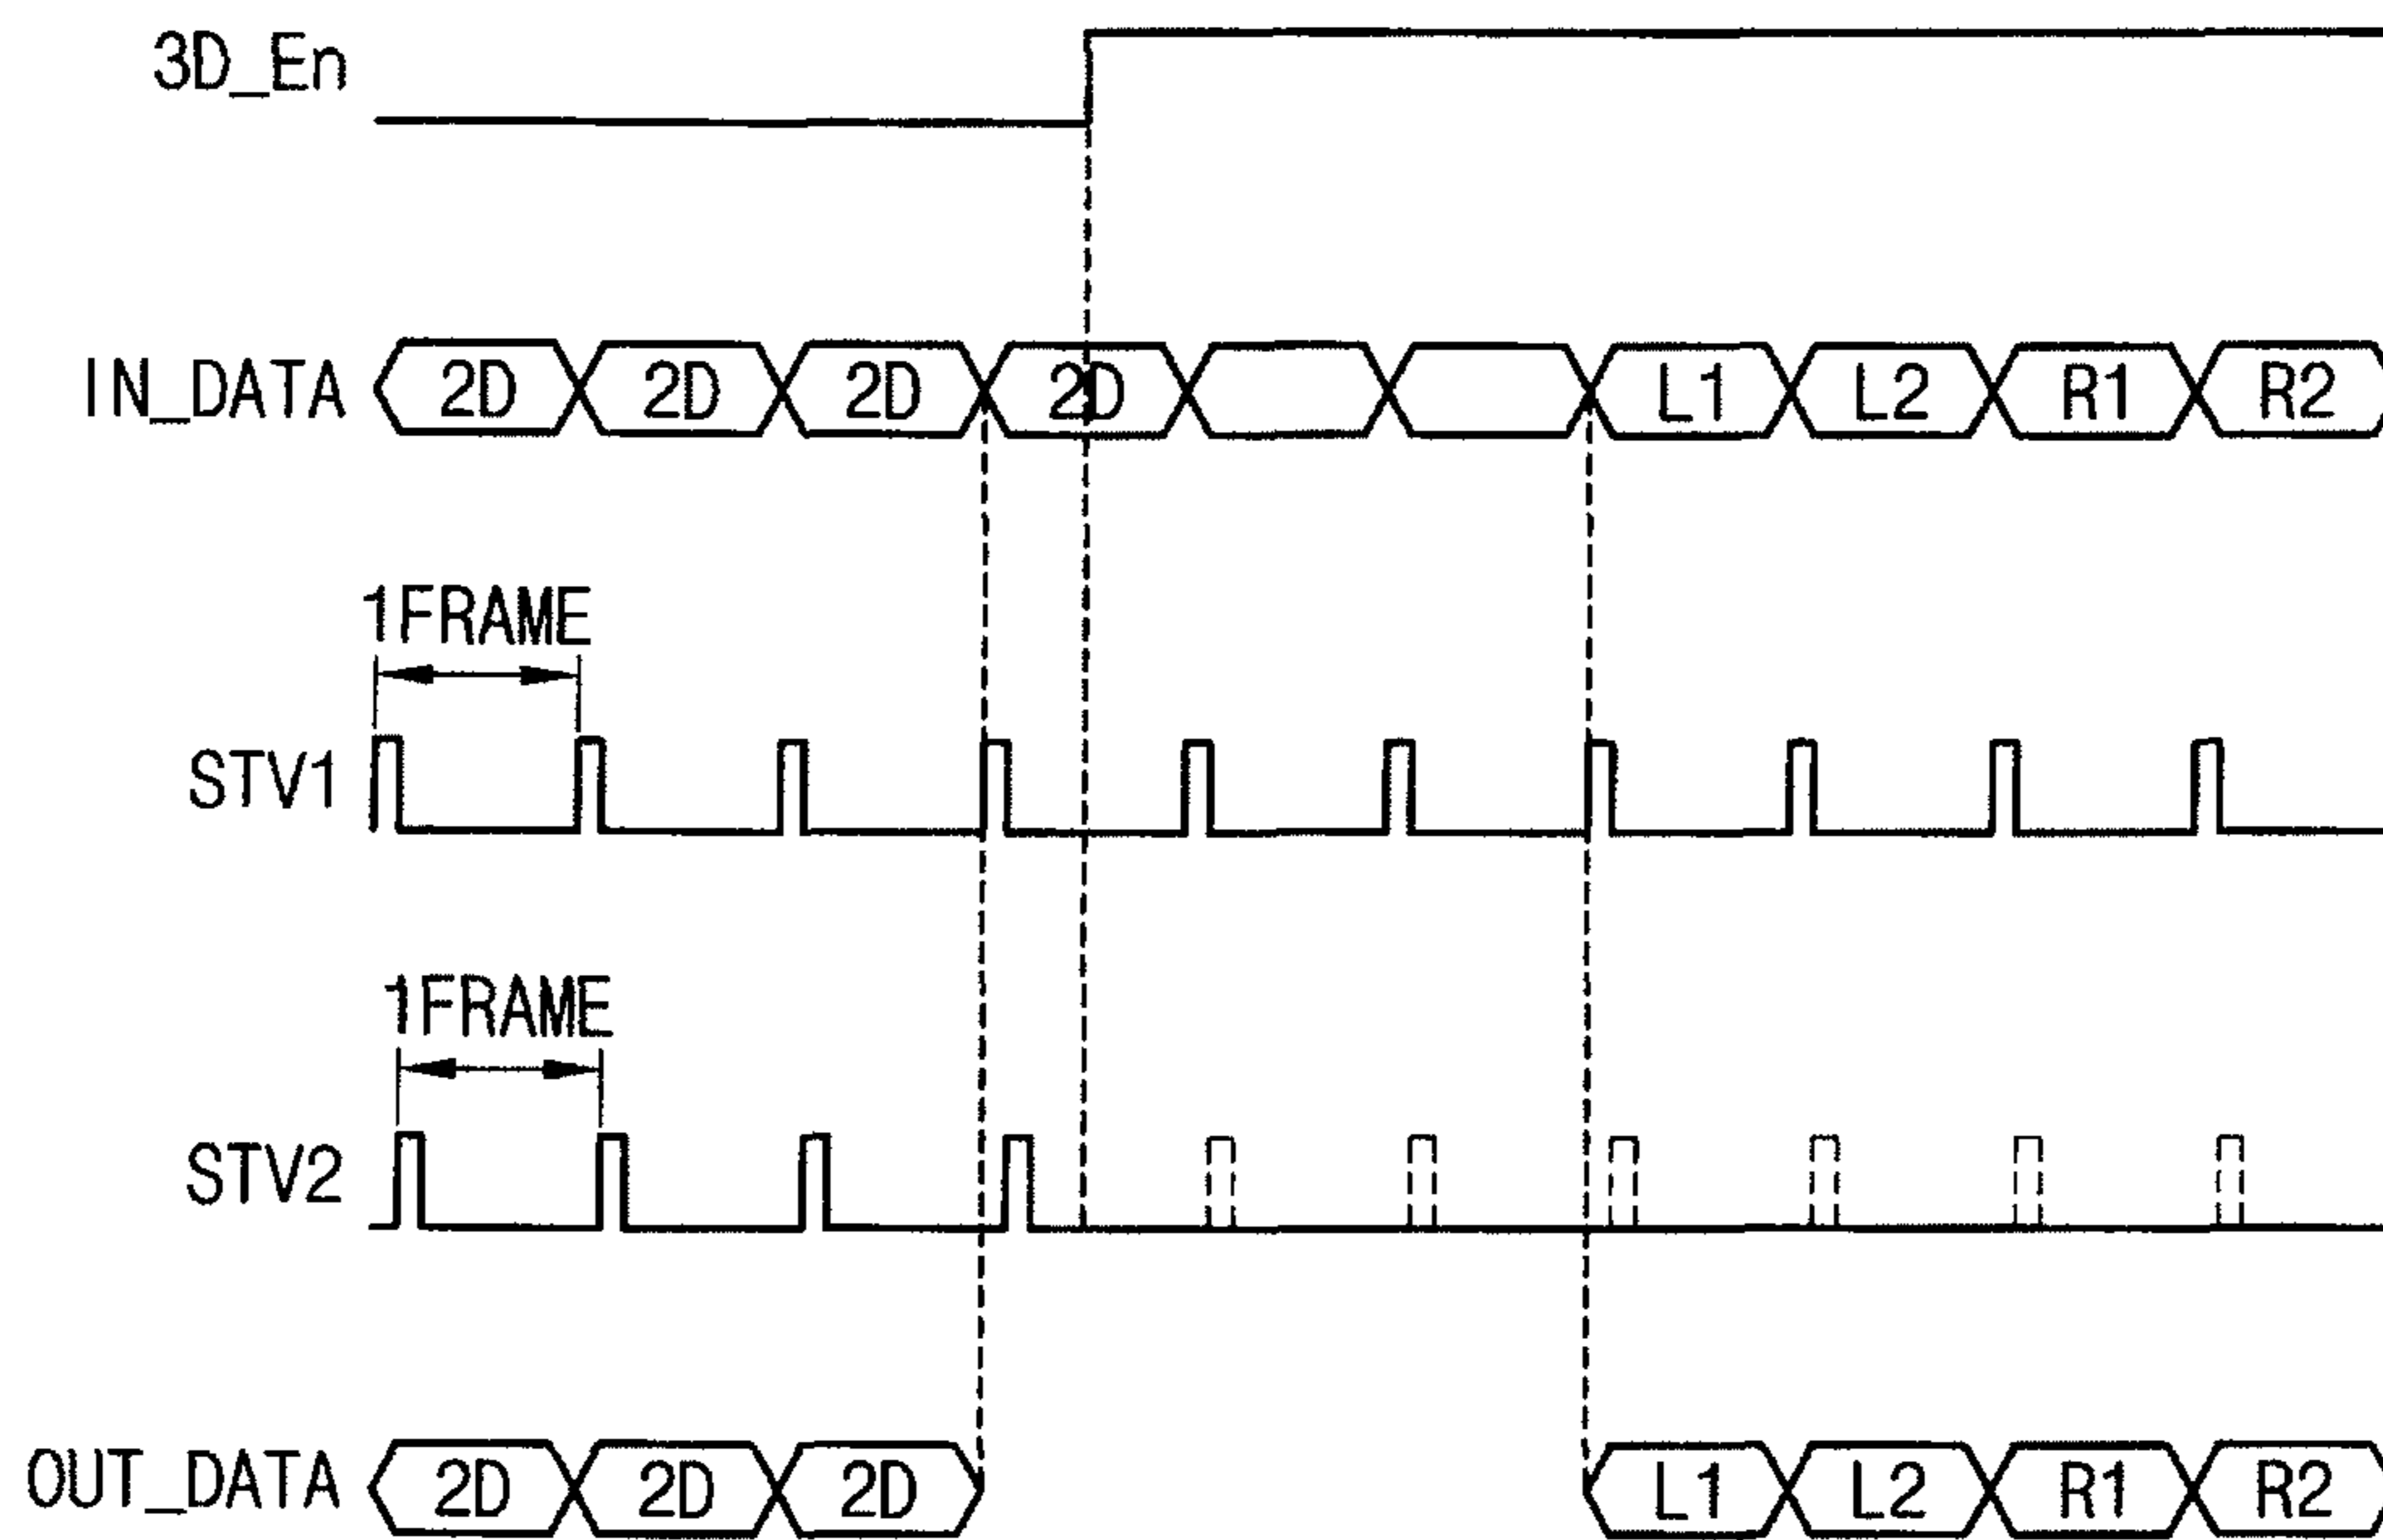 3D_En
IN_DATA 2D 2D 2D 2D L1 L2 R1 R2
1FRAME
STV1
1FRAME
STV2
OUT_DATA 2D 2D 2D L1 L2 R1 R2